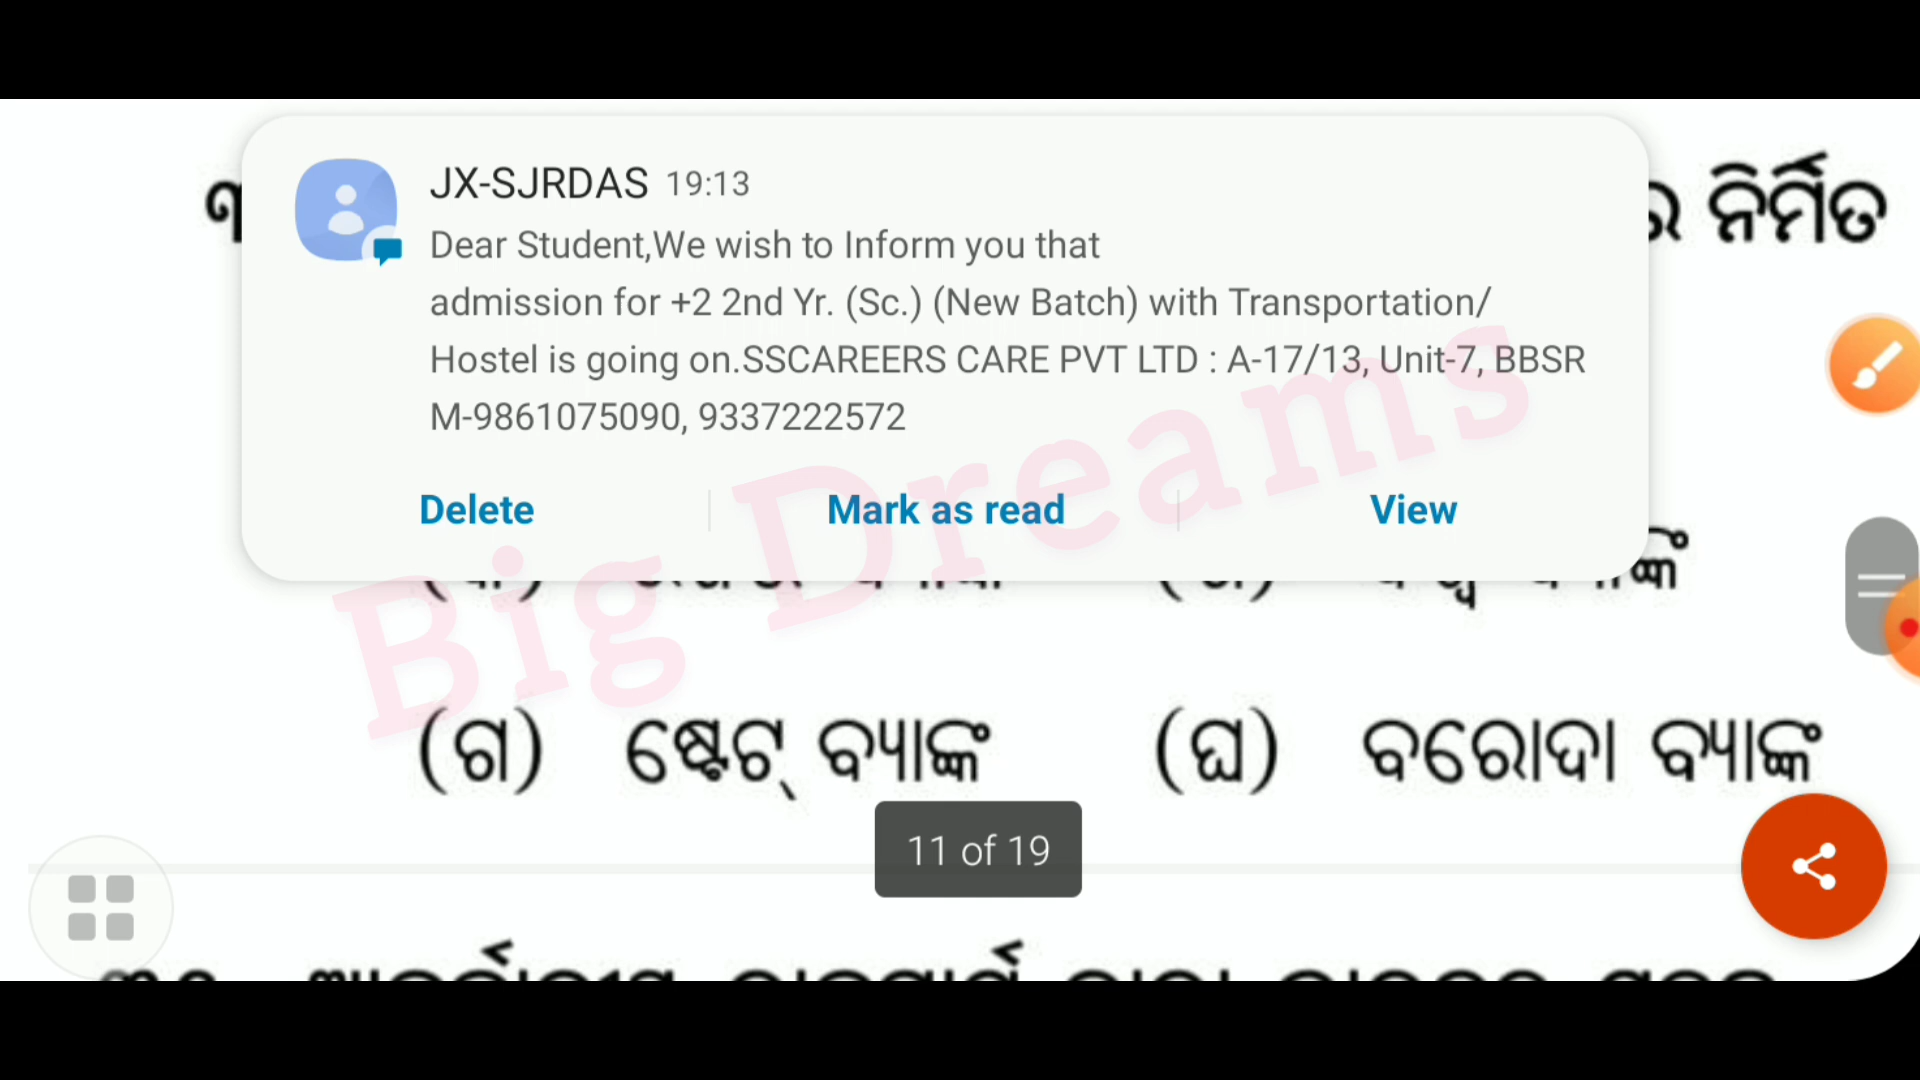 JX-SJRDAS 19:13
ନିର୍ମିତ
Dear Student,We wish to Inform you that
admission for +2 2nd Yr. (Sc.) (New Batch) with Transportation/
Hostel is going on.SSCAREERS CARE PVT LTD : A-17/13, Unit-7, BBSR
M-9861075090, 9337222572
Delete Mark as read View
Big Dreams
(ଗ) ଷ୍ଟେଟ୍ ବ୍ୟାଙ୍କ (ଘ) ବରୋଦା ବ୍ୟାଙ୍କ
11 of 19